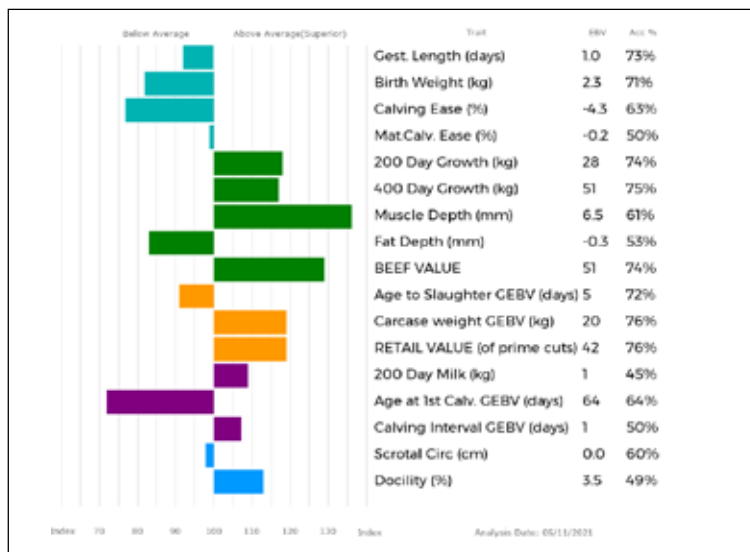 Below Average Above Average(Superior) Trait EBV Acc %
Gest. Length (days) 1.0 73%
Birth Weight (kg) 2.3 71%
Calving Ease (%) -4.3 63%
Mat.Calv. Ease (%) -0.2 50%
200 Day Growth (kg) 28 74%
400 Day Growth (kg) 51 75%
Muscle Depth (mm) 6.5 61%
Fat Depth (mm) -0.3 53%
BEEF VALUE 51 74%
Age to Slaughter GEBV (days) 5 72%
Carcase weight GEBV (kg) 20 76%
RETAIL VALUE (of prime cuts) 42 76%
200 Day Milk (kg) 1 45%
Age at 1st Calv. GEBV (days) 64 64%
Calving Interval GEBV (days) 1 50%
Scrotal Circ (cm) 0.0 60%
Docility (%) 3.5 49%
Index 70 80 90 100 110 120 130 Index Analysis Date: 05/11/2021